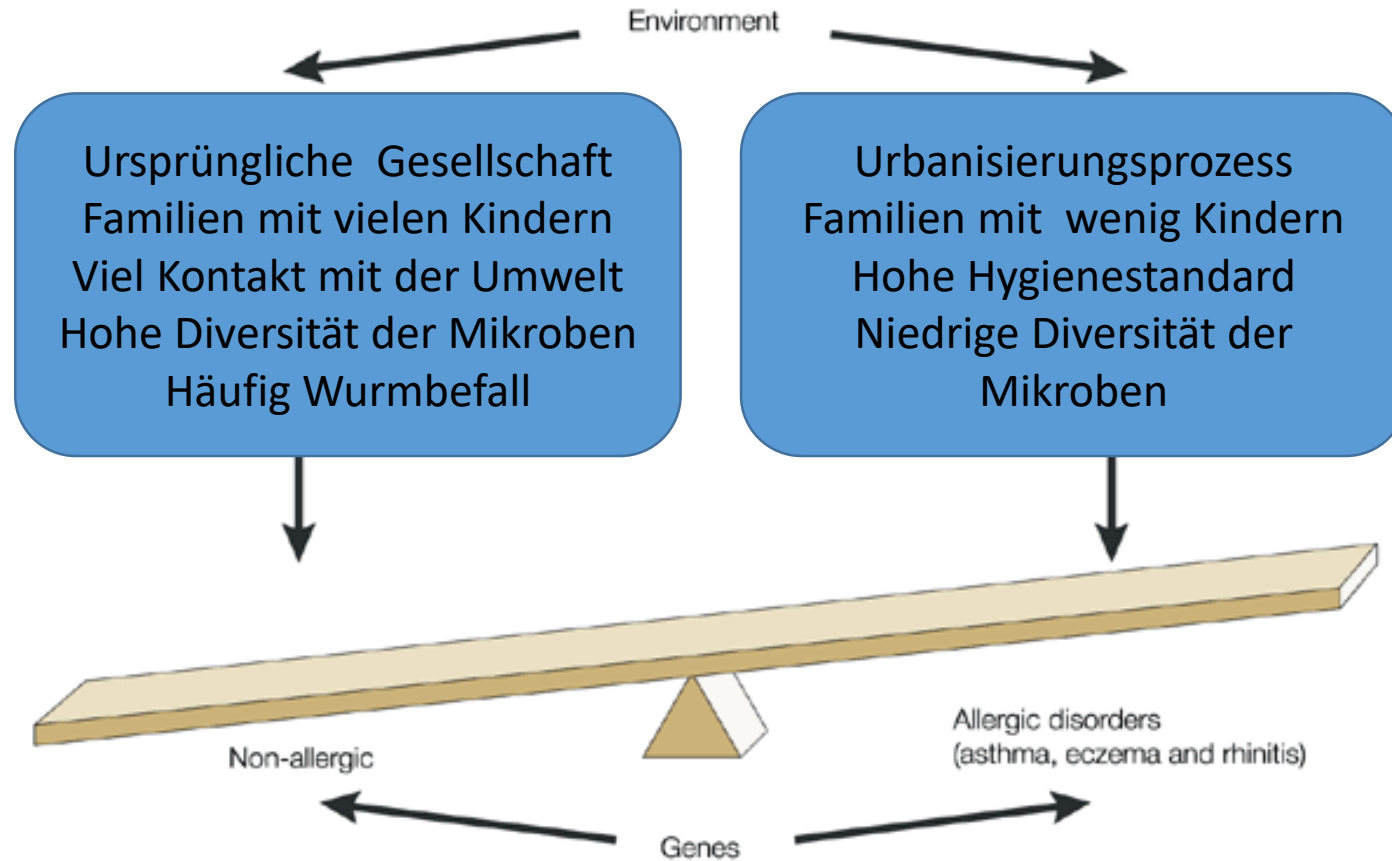 Environment
Ursprüngliche Gesellschaft
Familien mit vielen Kindern
Viel Kontakt mit der Umwelt
Hohe Diversität der Mikroben
Häufig Wurmbefall
Urbanisierungsprozess
Familien mit wenig Kindern
Hohe Hygienestandard
Niedrige Diversität der
Mikroben
Non-allergic
Allergic disorders
(asthma, eczema and rhinitis)
Genes